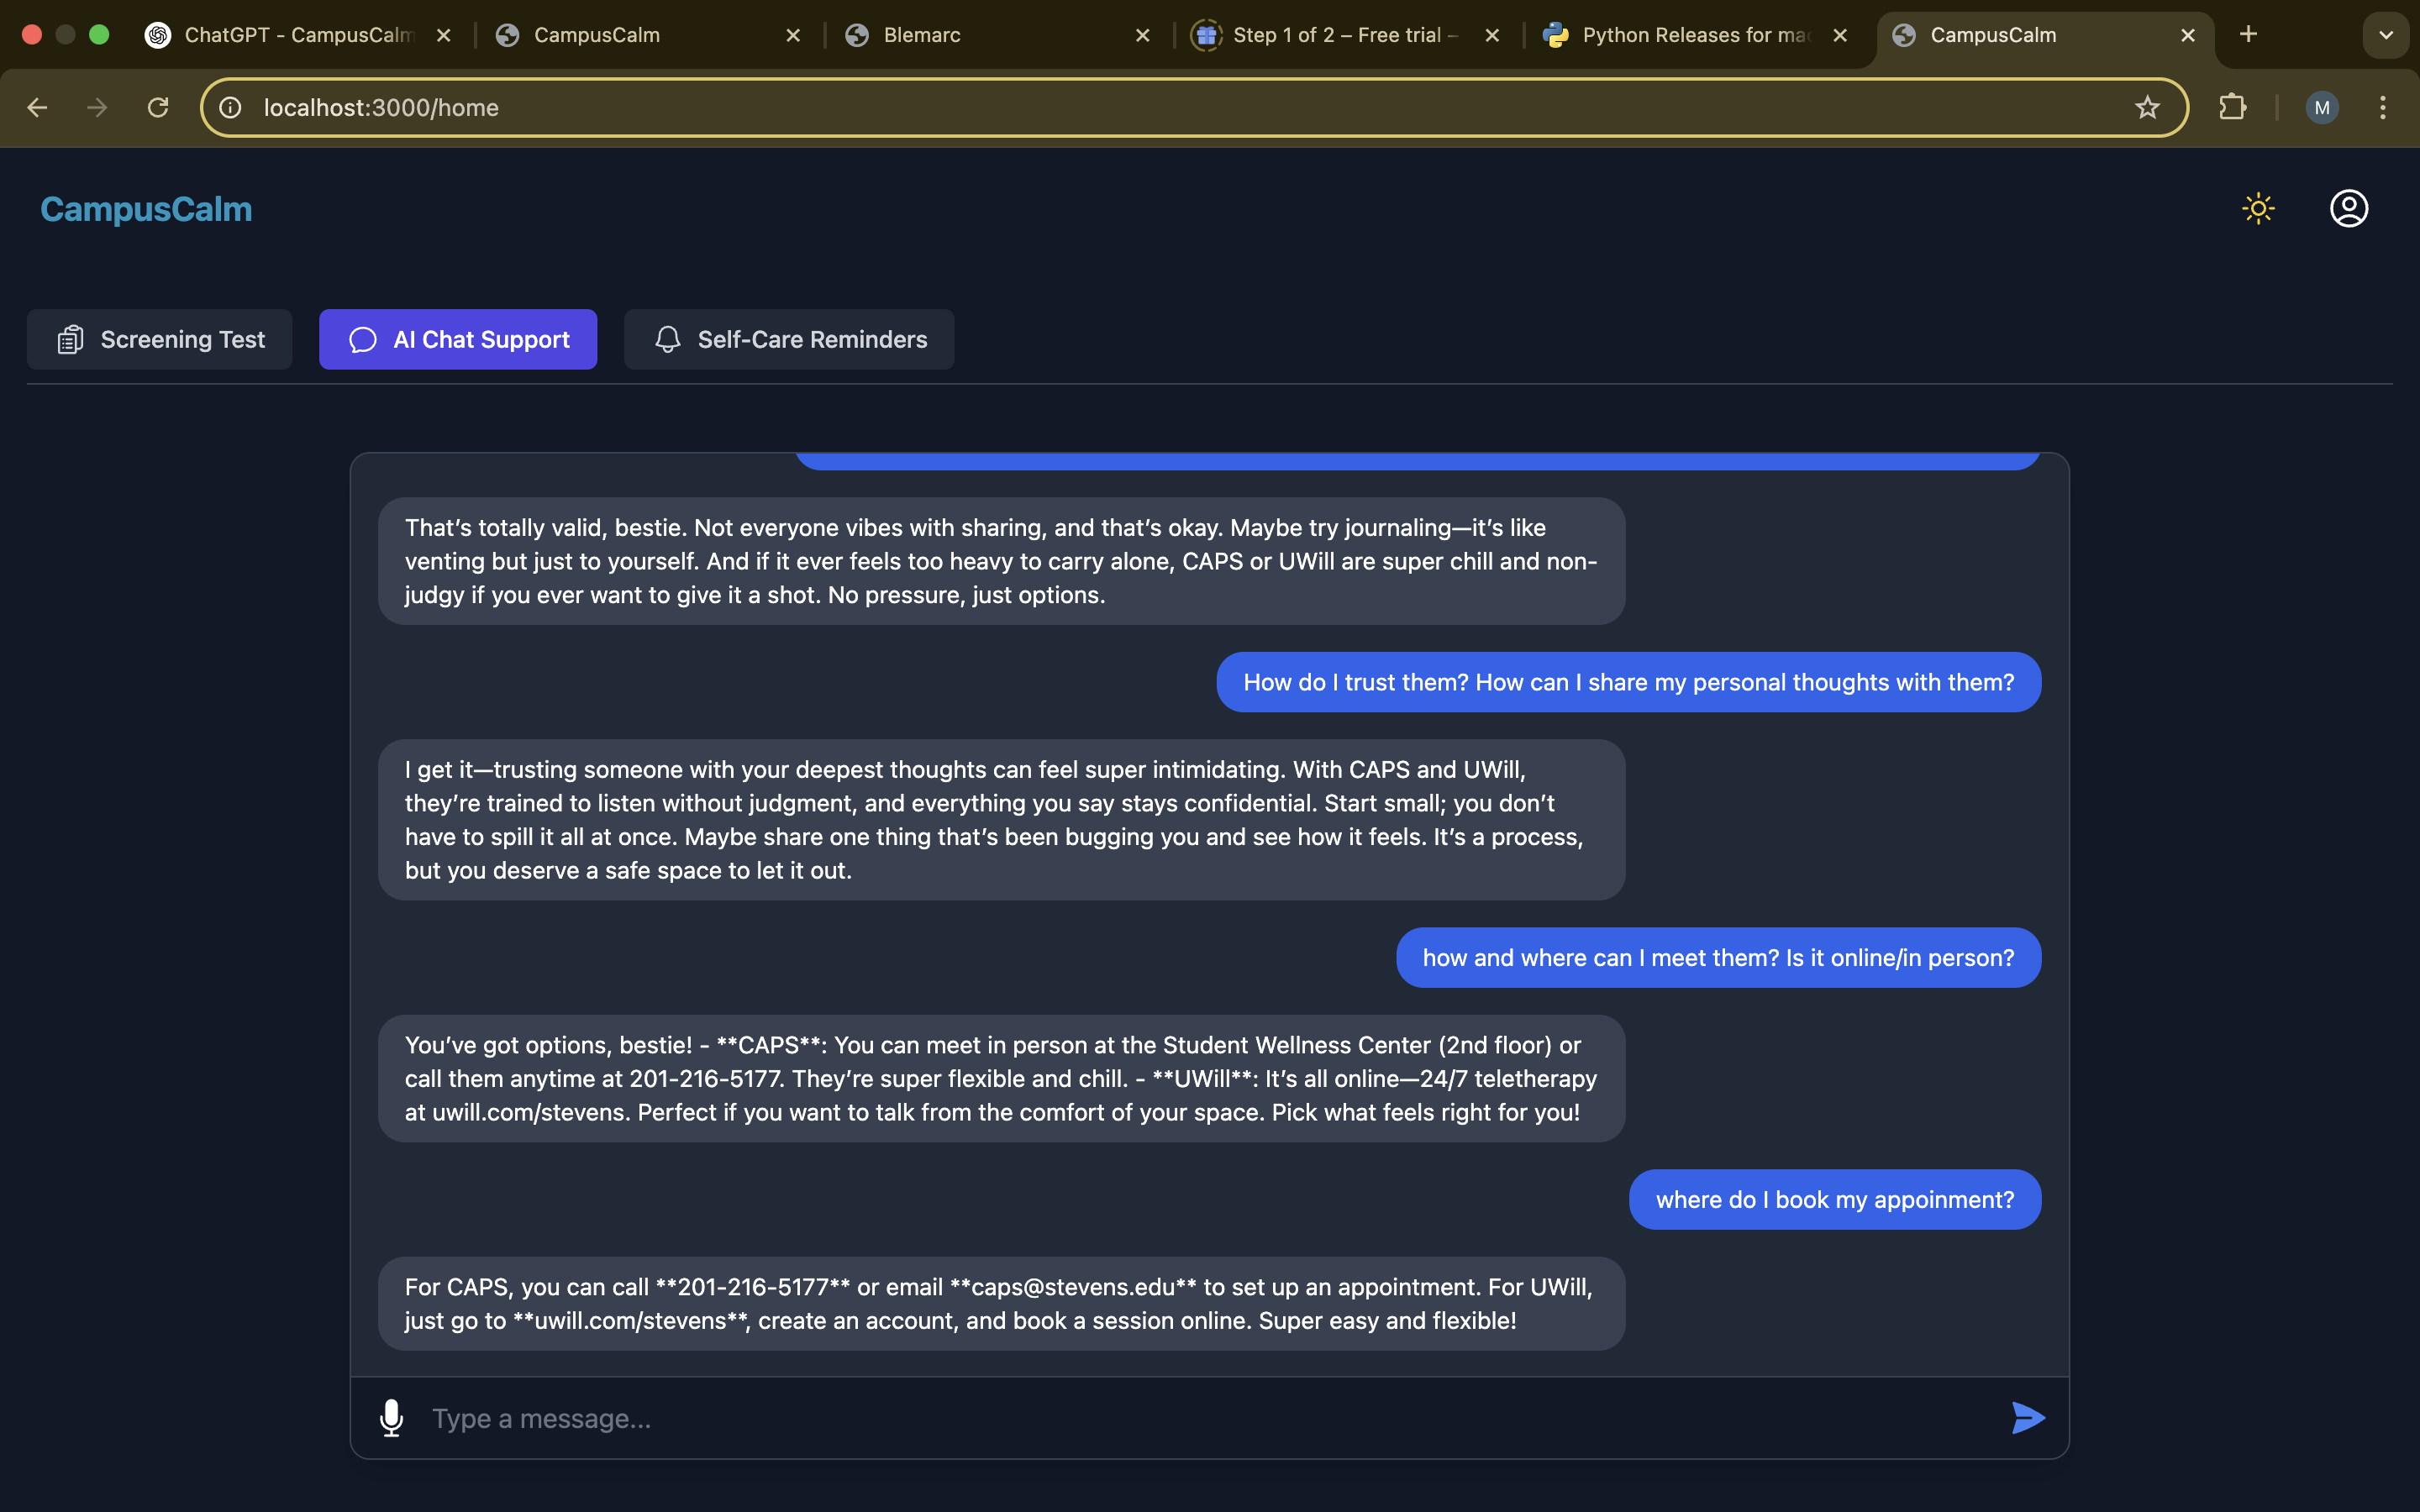 ChatGPT - CampusCalm
CampusCalm
Blemarc
Step 1 of 2 – Free trial –
Python Releases for mac
CampusCalm
localhost:3000/home
M
CampusCalm
Screening Test
AI Chat Support
Self-Care Reminders
That’s totally valid, bestie. Not everyone vibes with sharing, and that’s okay. Maybe try journaling—it’s like
venting but just to yourself. And if it ever feels too heavy to carry alone, CAPS or UWill are super chill and non-
judgy if you ever want to give it a shot. No pressure, just options.
How do I trust them? How can I share my personal thoughts with them?
I get it—trusting someone with your deepest thoughts can feel super intimidating. With CAPS and UWill,
they’re trained to listen without judgment, and everything you say stays confidential. Start small; you don’t
have to spill it all at once. Maybe share one thing that’s been bugging you and see how it feels. It’s a process,
but you deserve a safe space to let it out.
how and where can I meet them? Is it online/in person?
You’ve got options, bestie! - **CAPS**: You can meet in person at the Student Wellness Center (2nd floor) or
call them anytime at 201-216-5177. They’re super flexible and chill. - **UWill**: It’s all online—24/7 teletherapy
at uwill.com/stevens. Perfect if you want to talk from the comfort of your space. Pick what feels right for you!
where do I book my appoinment?
For CAPS, you can call **201-216-5177** or email **caps@stevens.edu** to set up an appointment. For UWill,
just go to **uwill.com/stevens**, create an account, and book a session online. Super easy and flexible!
Type a message...